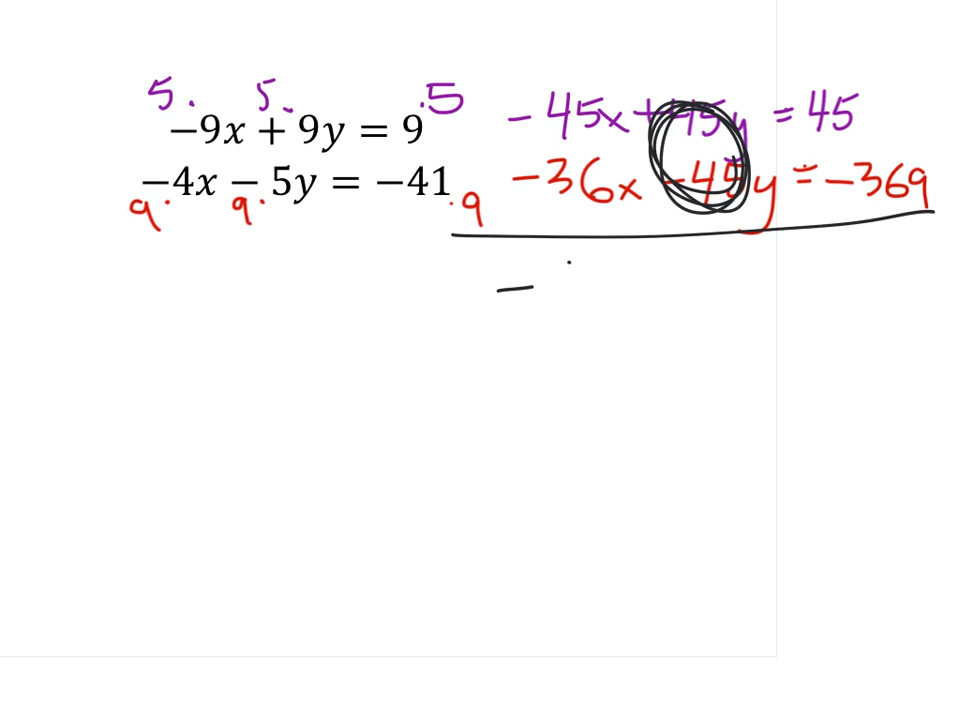 5. 5. .5
−9x + 9y = 9
−4x − 5y = −41
9. 9. .9
-45x+45y = 45
-36x -45y = -369
—